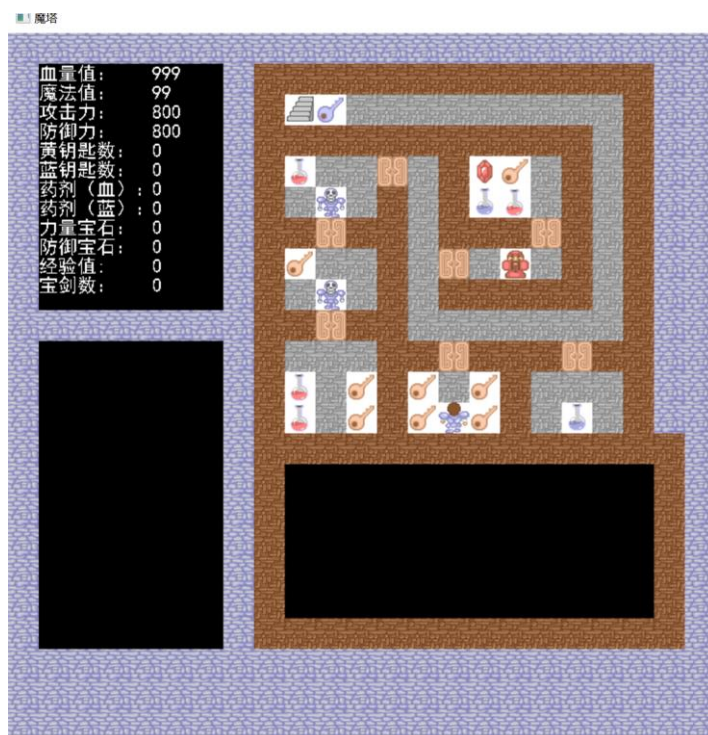 魔塔
血量值： 999
魔法值： 99
攻击力： 800
防御力： 800
黄钥匙数： 0
蓝钥匙数： 0
药剂（血）：0
药剂（蓝）：0
力量宝石： 0
防御宝石： 0
经验值： 0
宝剑数： 0